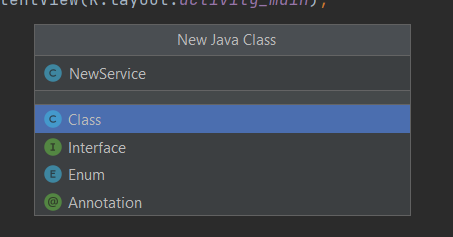 tentView(R.layout.activity_main);
New Java Class
C NewService
C Class
I Interface
E Enum
@ Annotation